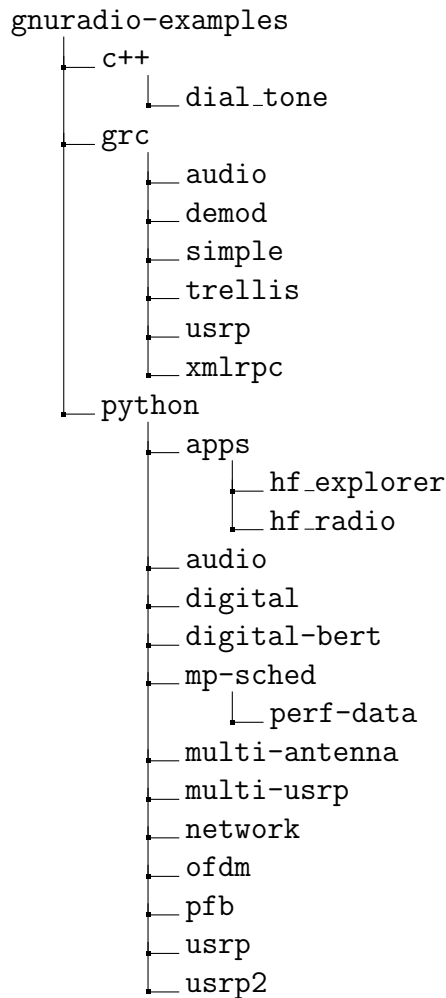 gnuradio-examples
c++
dial_tone
grc
audio
demod
simple
trellis
usrp
xmlrpc
python
apps
hf_explorer
hf_radio
audio
digital
digital-bert
mp-sched
perf-data
multi-antenna
multi-usrp
network
ofdm
pfb
usrp
usrp2